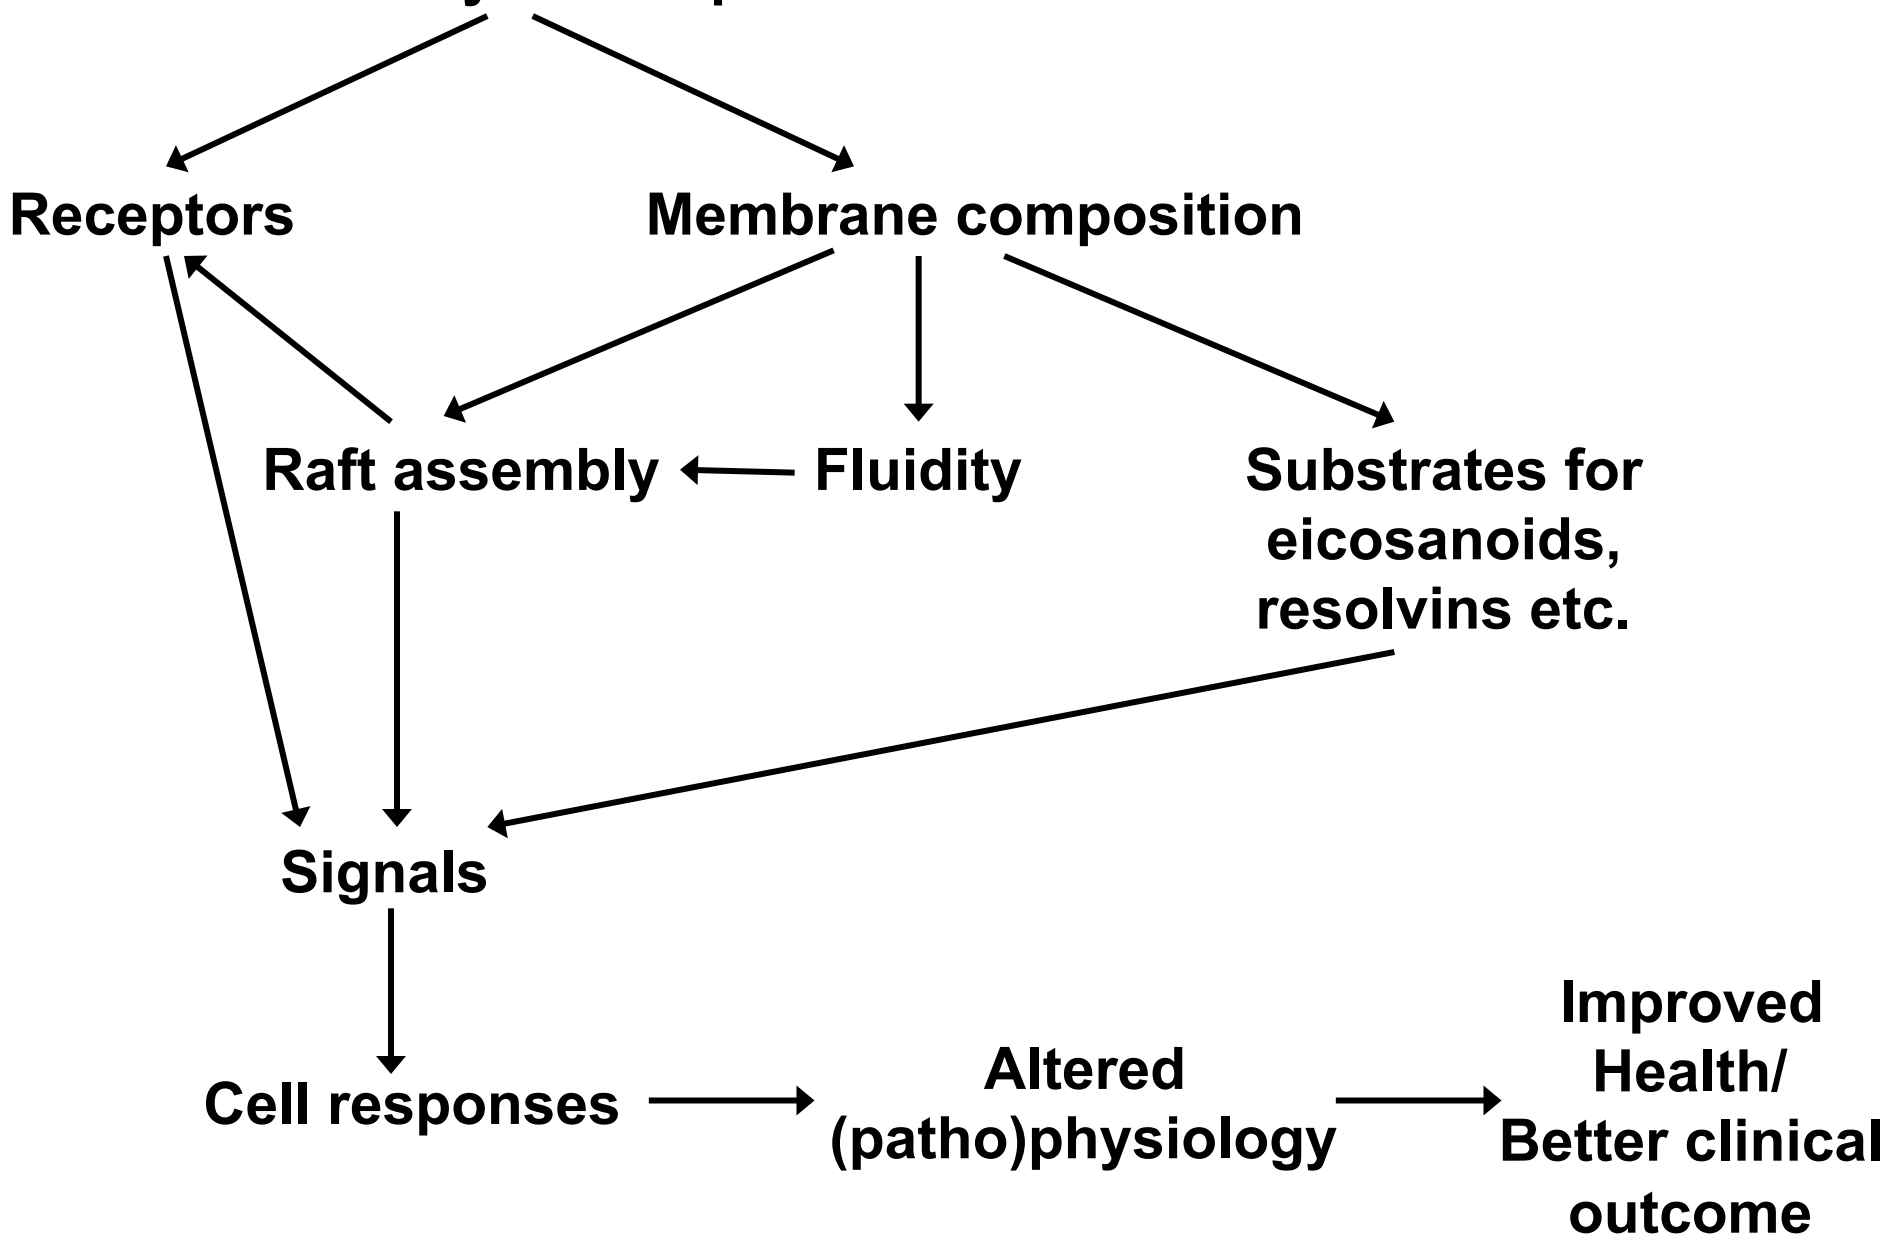 Receptors
Membrane composition
Raft assembly
Fluidity
Substrates for
eicosanoids,
resolvins etc.
Signals
Cell responses
Altered
(patho)physiology
Improved
Health/
Better clinical
outcome